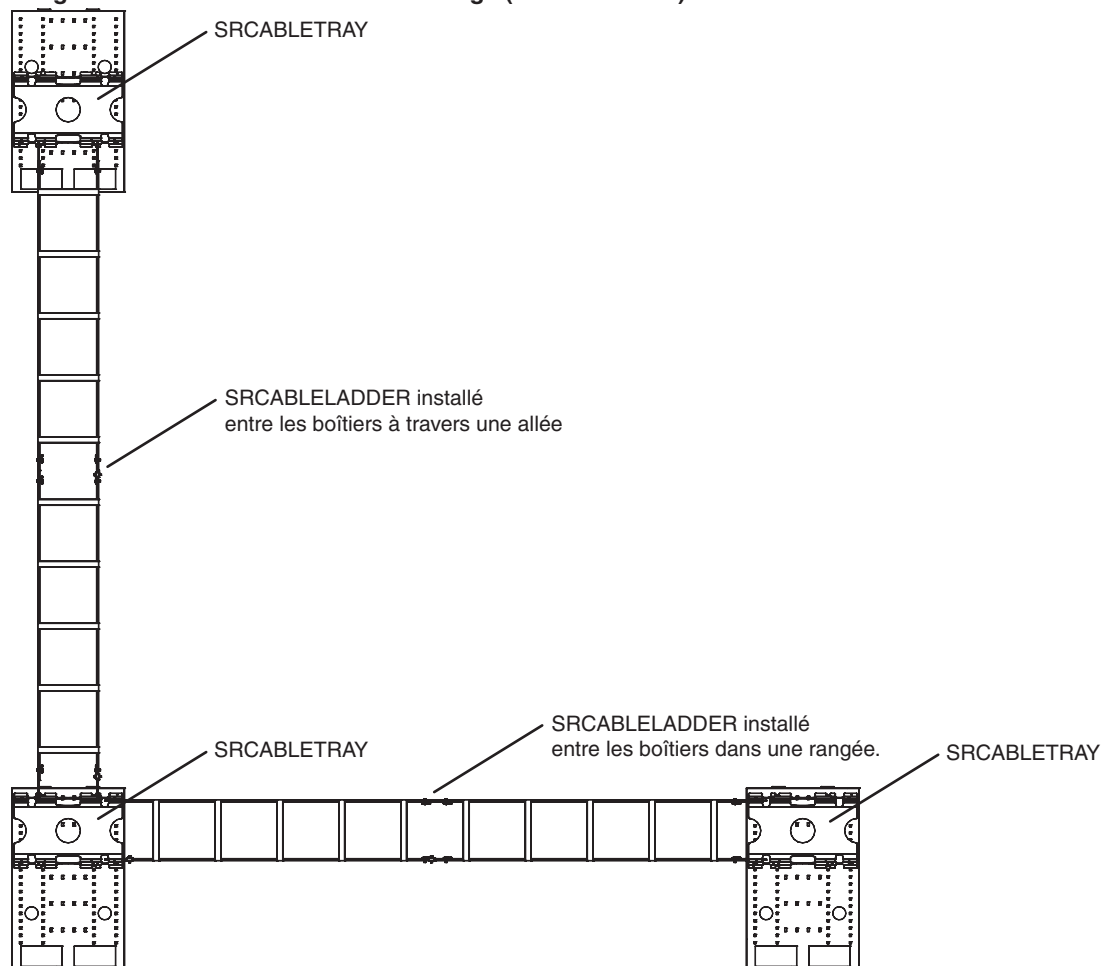 SRCABLETRAY
SRCABLELADDER installé
entre les boîtiers à travers une allée
SRCABLELADDER installé
entre les boîtiers dans une rangée.
SRCABLETRAY
SRCABLETRAY